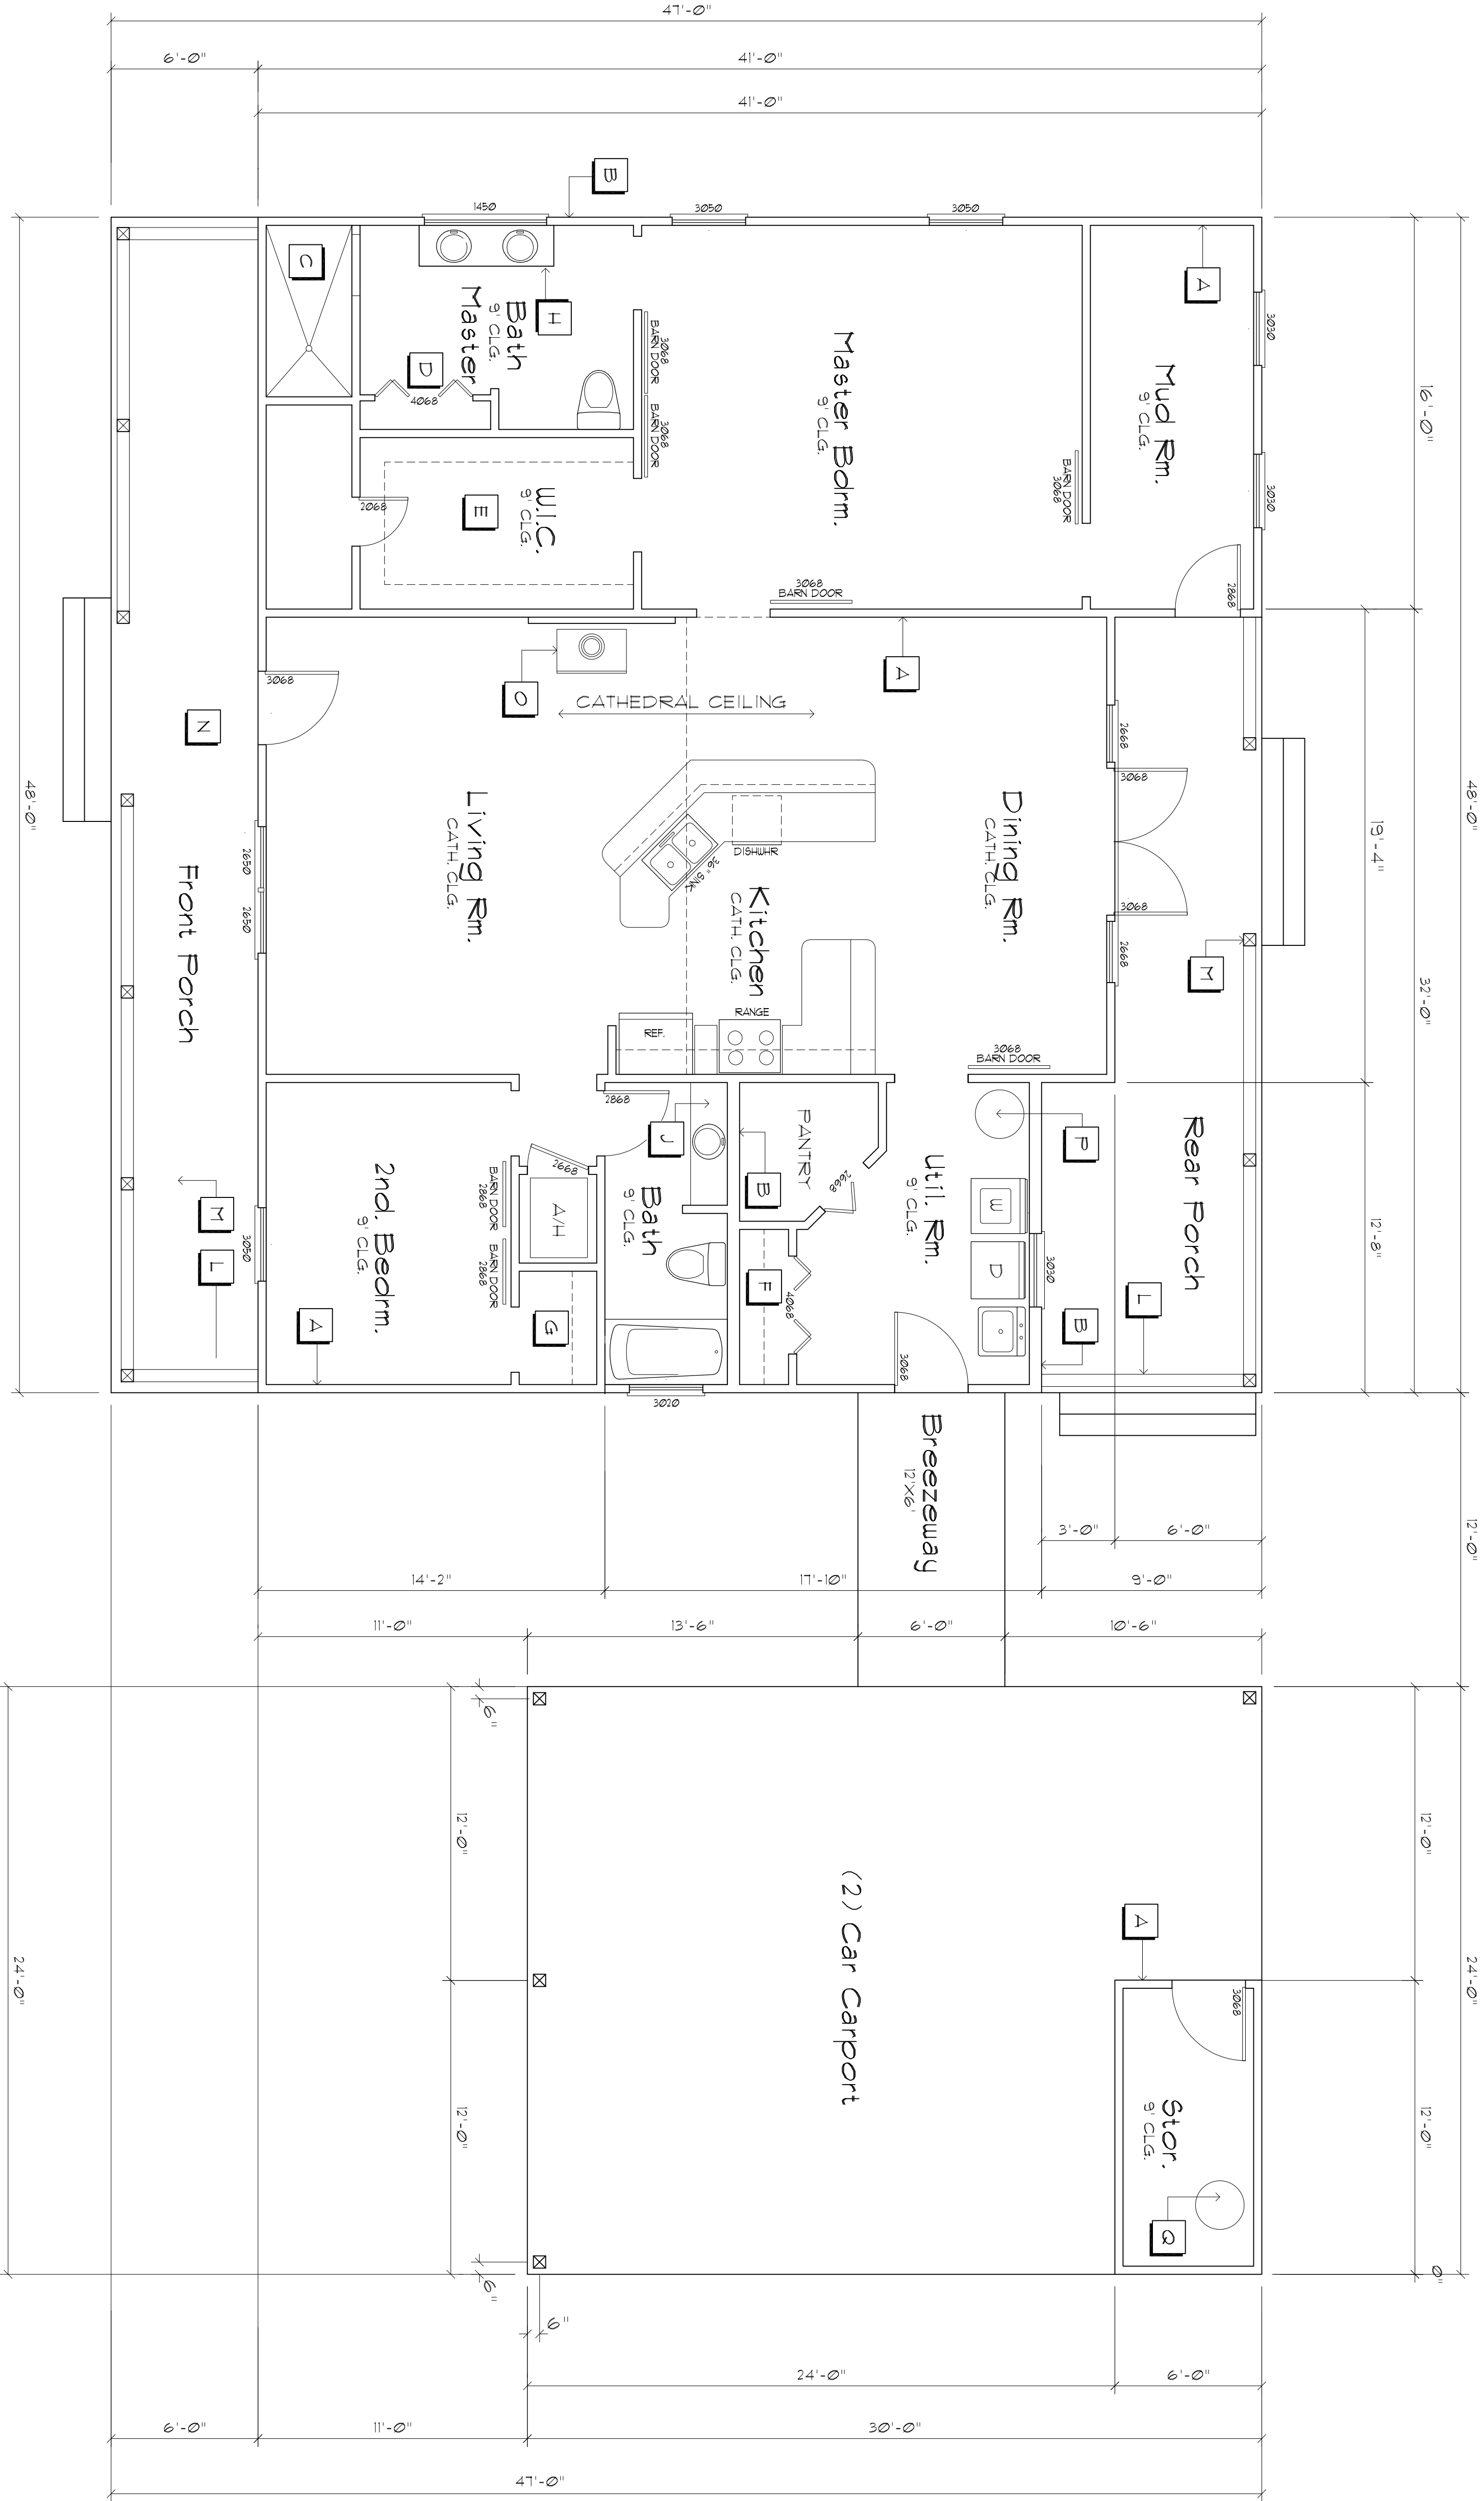 47'-0"
6'-0"
41'-0"
41'-0"
B
1450
3050
3050
C
A
3030
H
Master
Bath
9' CLG.
D
4068
3068
BARN DOOR
3068
BARN DOOR
Master Bdrm.
9' CLG.
Mud Rm.
9' CLG.
16'-0"
3030
BARN DOOR
3068
E
W.I.C.
9' CLG.
2068
3068
BARN DOOR
2868
48'-0"
48'-0"
3068
N
O
A
CATHEDRAL CEILING
2668
3068
19'-4"
Living Rm.
CATH. CLG.
DISHWHR
36" SINK
Kitchen
CATH. CLG.
Dining Rm.
CATH. CLG.
2650
2650
Front Porch
3068
2668
M
32'-0"
REF.
RANGE
3068
BARN DOOR
2868
J
PANTRY
P
Rear Porch
2668
B
2668
Util. Rm.
9' CLG.
W
D
2nd. Bedrm.
9' CLG.
BARN DOOR
2868
BARN DOOR
2868
A/H
Bath
9' CLG.
M
L
3050
12'-8"
F
4068
3030
L
B
A
G
3068
3020
Breezeway
12'X6'
12'-0"
3'-0"
6'-0"
14'-2"
17'-10"
9'-0"
11'-0"
13'-6"
6'-0"
10'-6"
6"
12'-0"
12'-0"
(2) Car Carport
A
3068
24'-0"
24'-0"
12'-0"
Stor.
9' CLG.
12'-0"
Q
6"
0"
6"
24'-0"
6'-0"
6'-0"
11'-0"
30'-0"
47'-0"